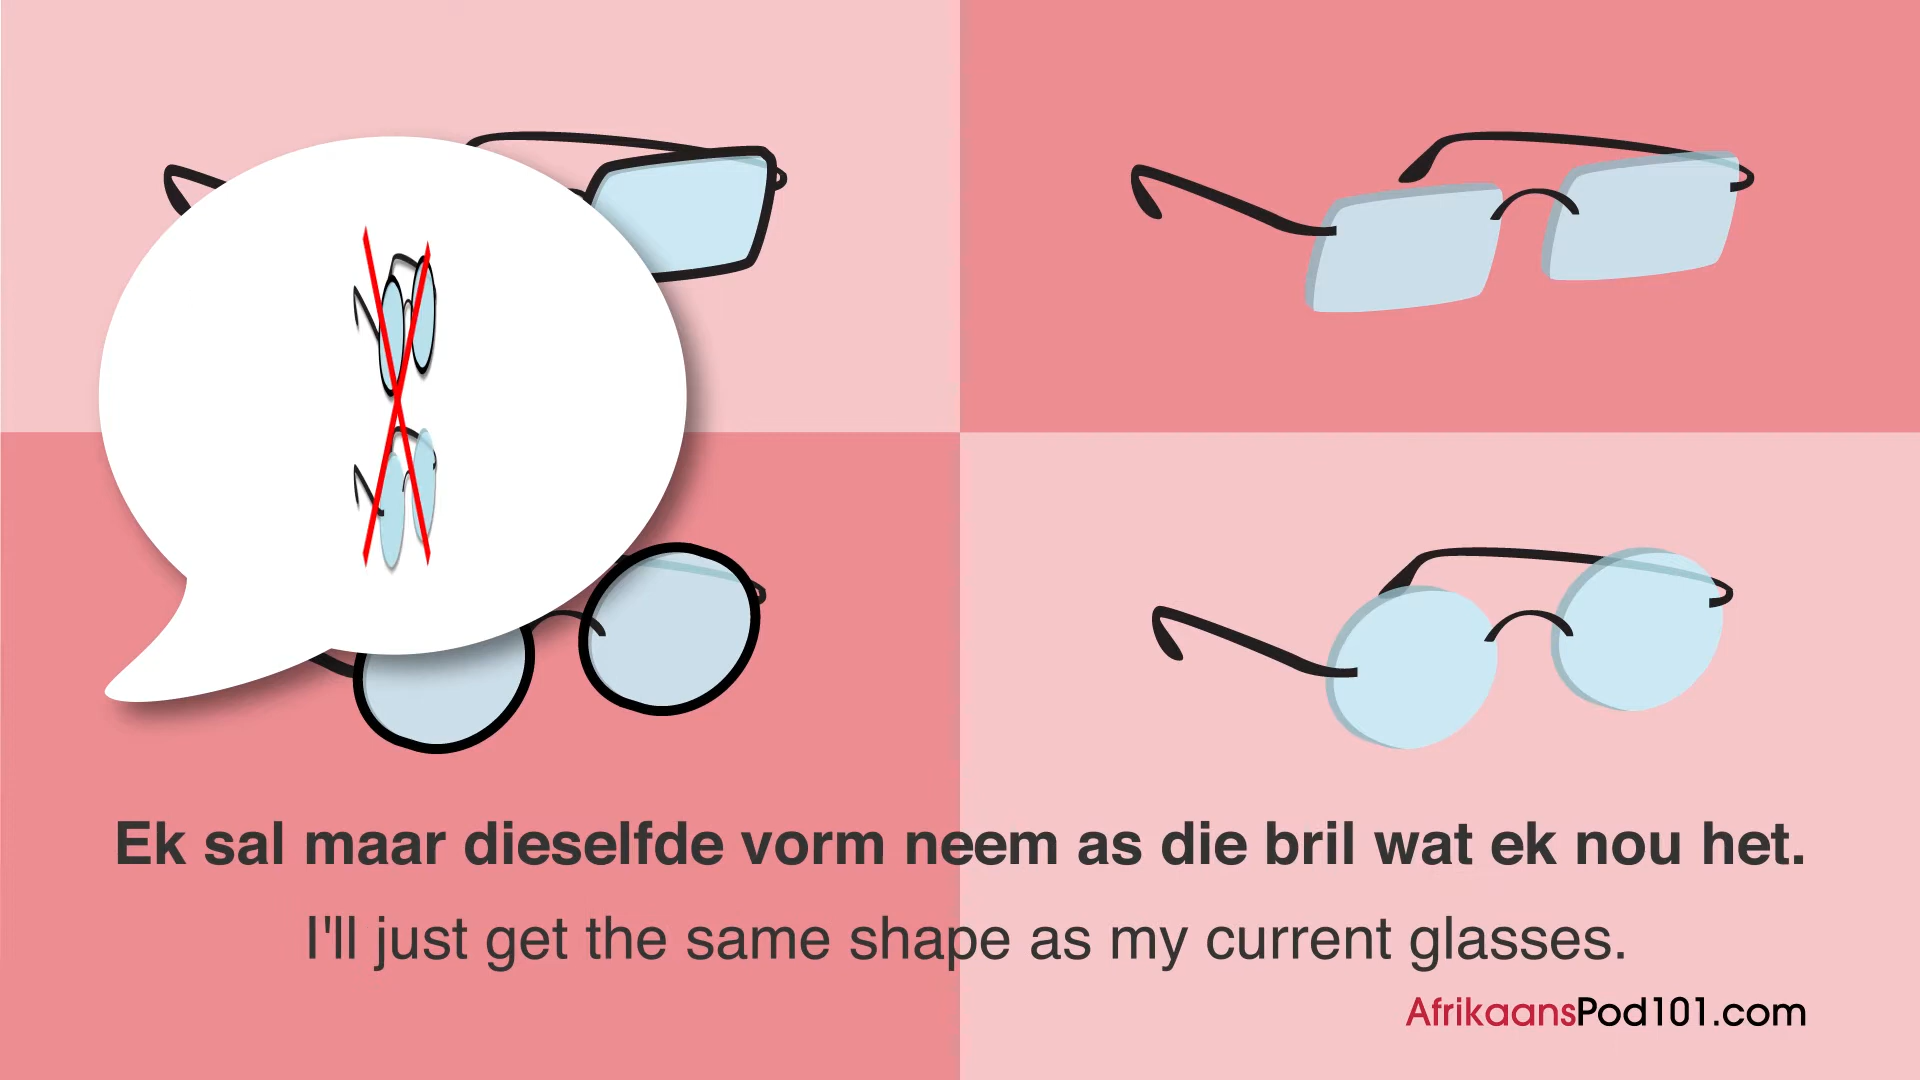 Ek sal maar dieselfde vorm neem as die bril wat ek nou het.
I'll just get the same shape as my current glasses.
AfrikaansPod101.com